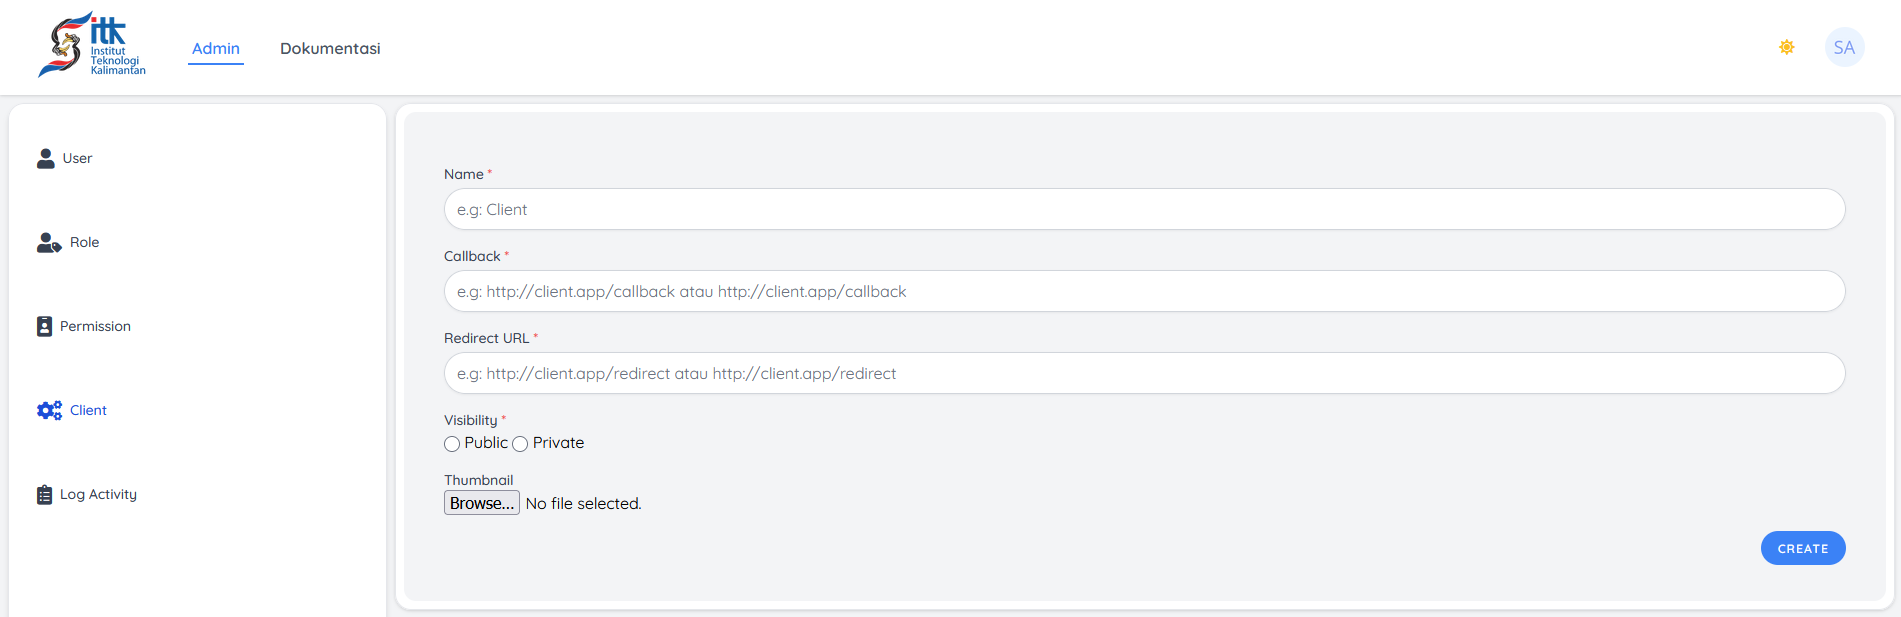 itk
Institut
Teknologi
Kalimantan
Admin
Dokumentasi
SA
User
Role
Permission
Client
Log Activity
Name *
e.g: Client
Callback *
e.g: http://client.app/callback atau http://client.app/callback
Redirect URL *
e.g: http://client.app/redirect atau http://client.app/redirect
Visibility *
Public Private
Thumbnail
Browse... No file selected.
CREATE